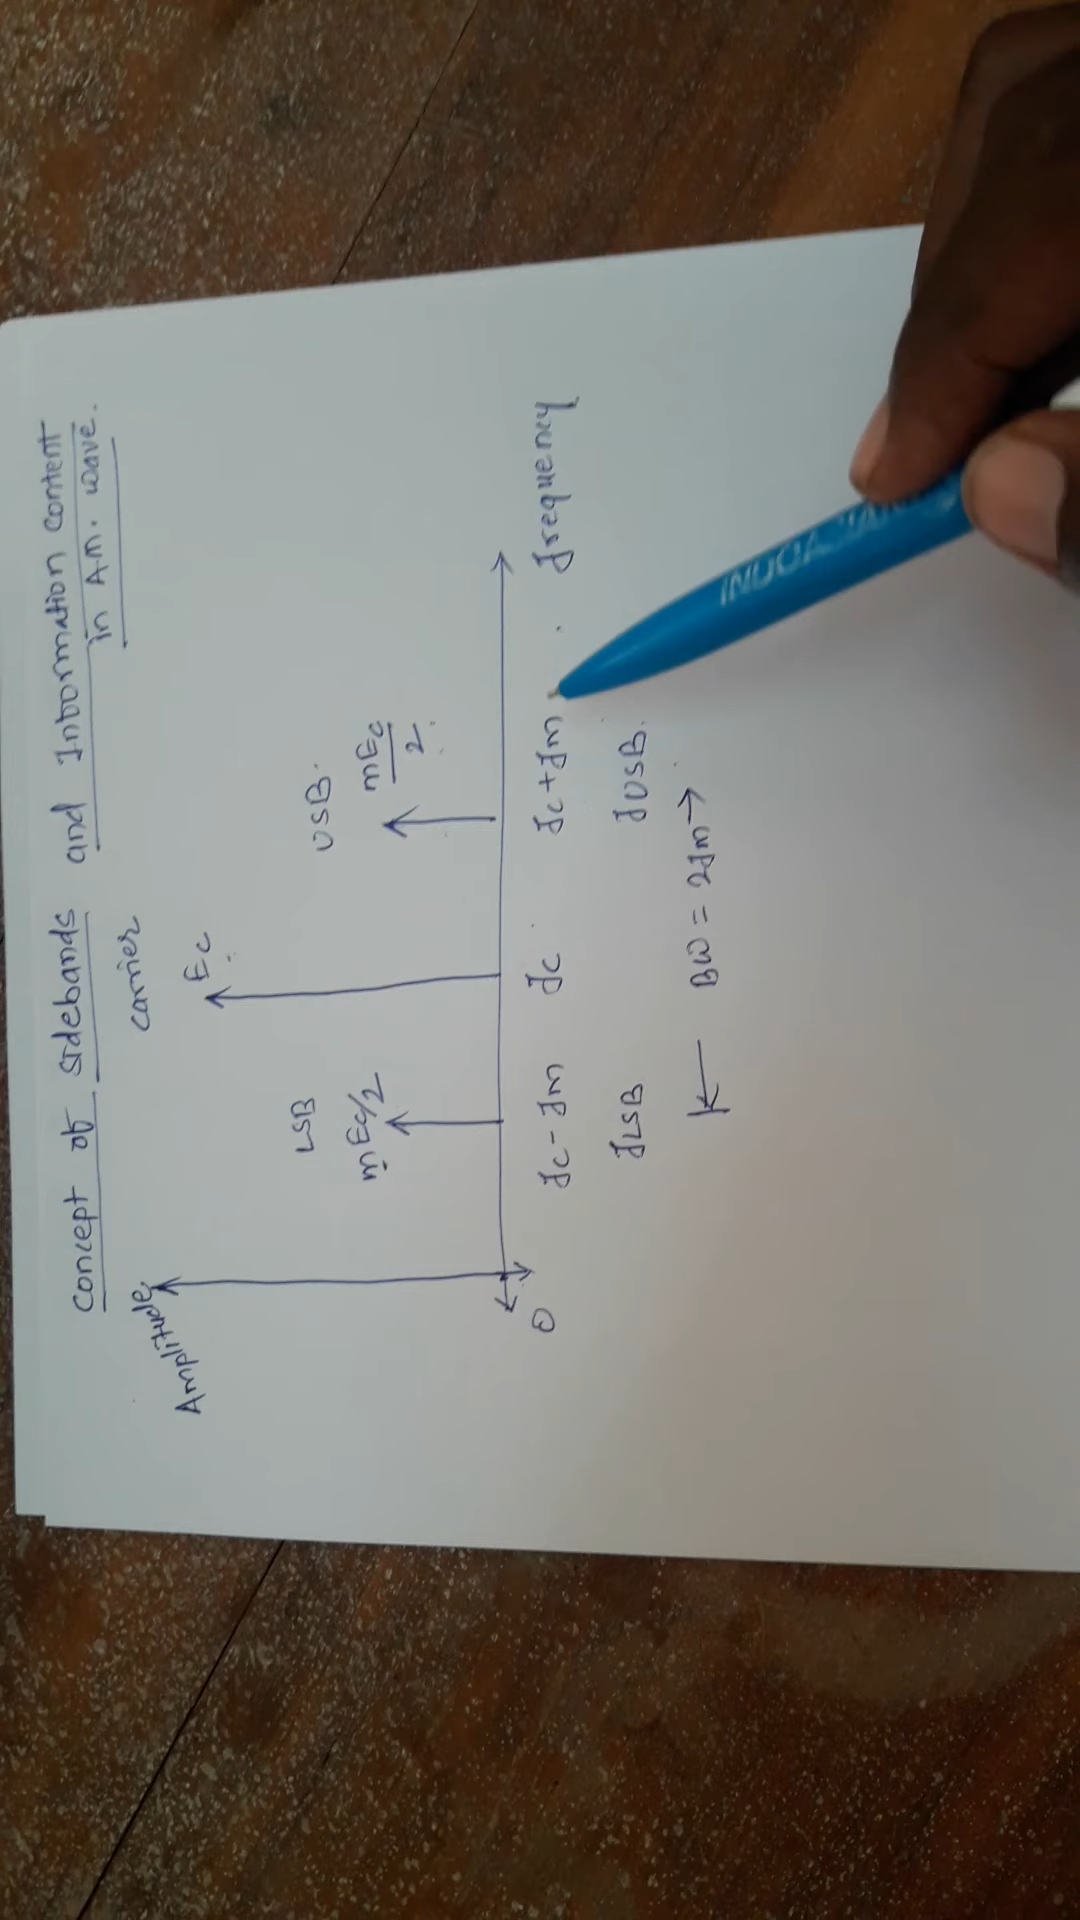 Concept of sidebands and Information content
in A.M. wave.
Amplitude
carrier
Ec
LSB
mEc/2
USB.
mEc
2
0
fc-fm
fc
fc+fm
frequency
fLSB
fUSB.
BW = 2fm